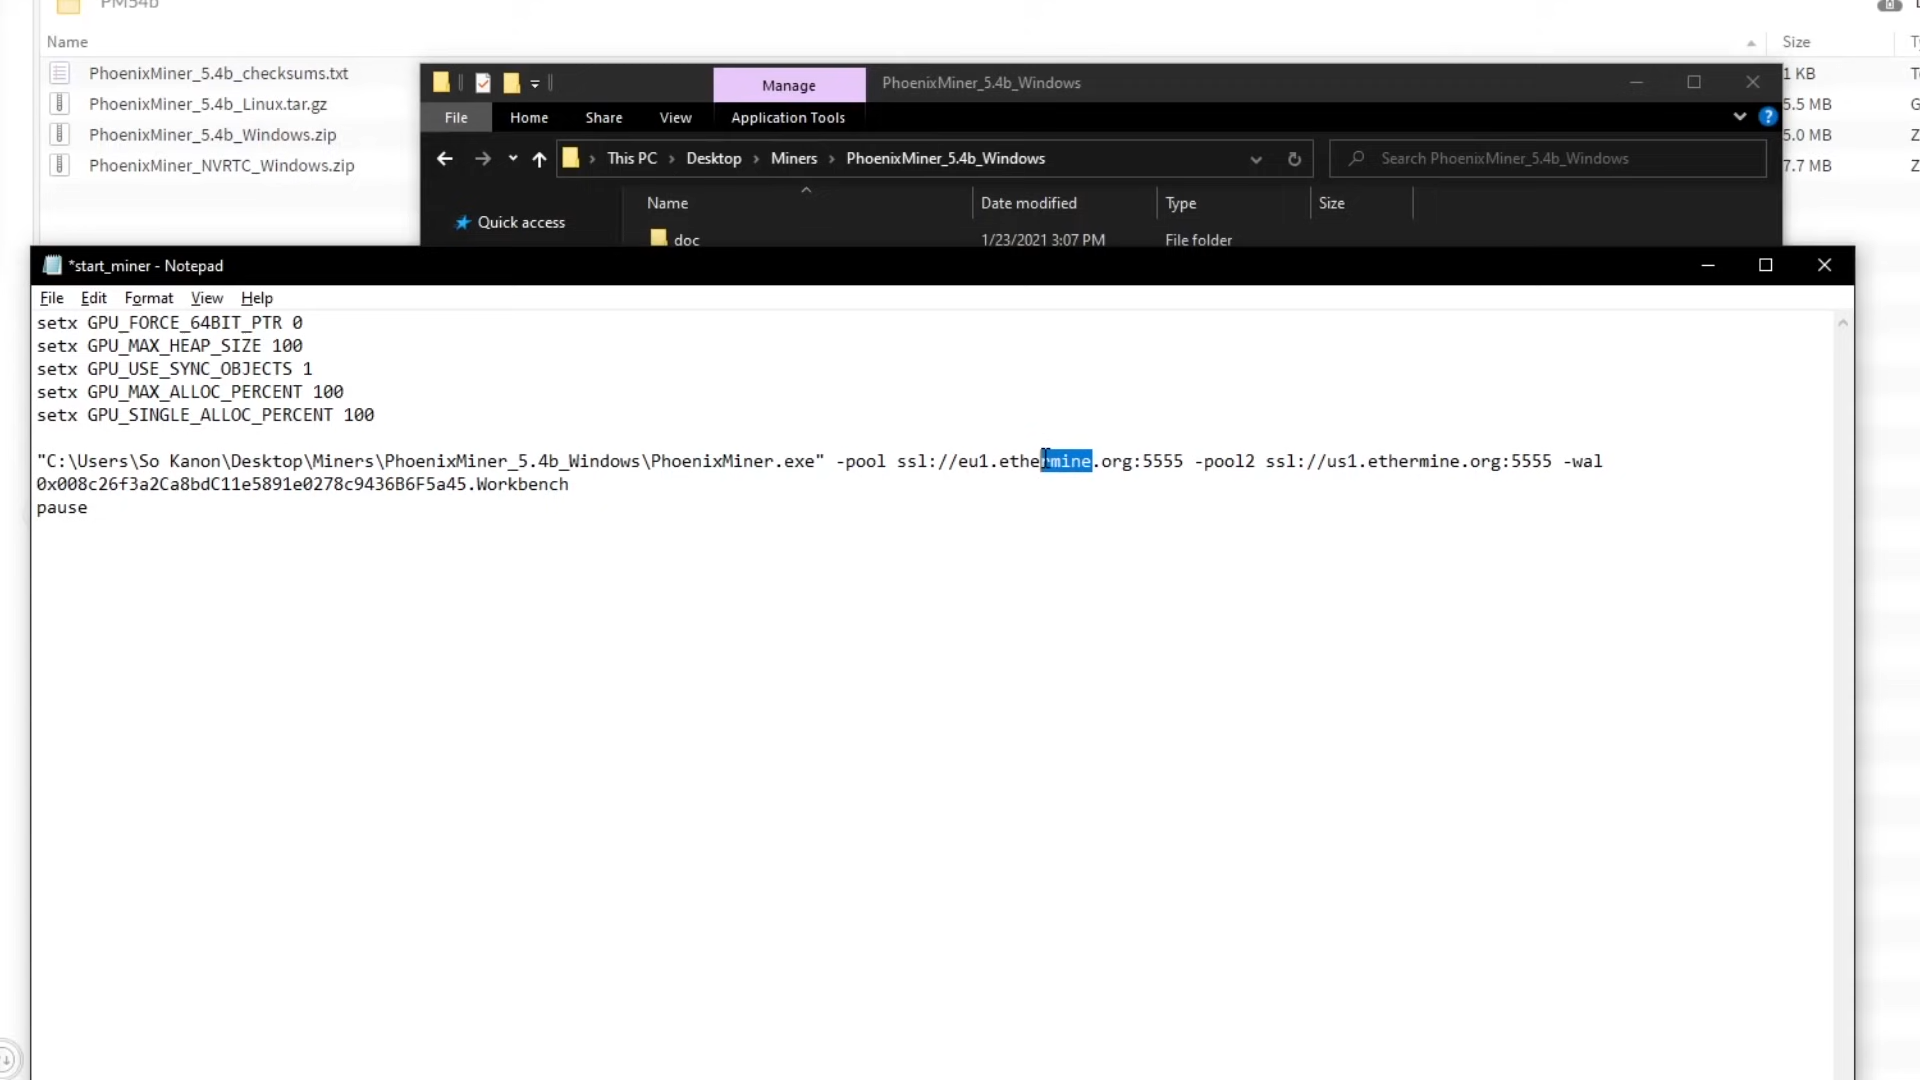 PM54b
Name
Size
PhoenixMiner_5.4b_checksums.txt
1 KB
PhoenixMiner_5.4b_Linux.tar.gz
5.5 MB
PhoenixMiner_5.4b_Windows.zip
5.0 MB
PhoenixMiner_NVRTC_Windows.zip
7.7 MB
Manage
PhoenixMiner_5.4b_Windows
File Home Share View Application Tools
This PC Desktop Miners PhoenixMiner_5.4b_Windows
Search PhoenixMiner_5.4b_Windows
Name Date modified Type Size
Quick access
doc 1/23/2021 3:07 PM File folder
*start_miner - Notepad
File Edit Format View Help
setx GPU_FORCE_64BIT_PTR 0
setx GPU_MAX_HEAP_SIZE 100
setx GPU_USE_SYNC_OBJECTS 1
setx GPU_MAX_ALLOC_PERCENT 100
setx GPU_SINGLE_ALLOC_PERCENT 100
"C:\Users\So Kanon\Desktop\Miners\PhoenixMiner_5.4b_Windows\PhoenixMiner.exe" -pool ssl://eu1.ethermine.org:5555 -pool2 ssl://us1.ethermine.org:5555 -wal
0x008c26f3a2Ca8bdC11e5891e0278c9436B6F5a45.Workbench
pause